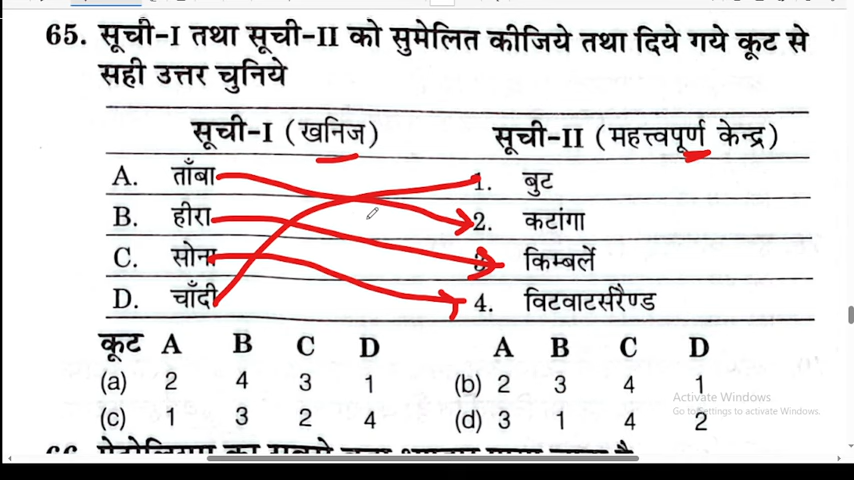 65. सूची-I तथा सूची-II को सुमेलित कीजिये तथा दिये गये कूट से
सही उत्तर चुनिये
सूची-I (खनिज) सूची-II (महत्त्वपूर्ण केन्द्र)
A. ताँबा 1. बुट
B. हीरा 2. कटांगा
C. सोना 3. किम्बर्ले
D. चाँदी 4. विटवाटर्सरैण्ड
कूट A B C D A B C D
(a) 2 4 3 1 (b) 2 3 4 1
(c) 1 3 2 4 (d) 3 1 4 2
Activate Windows
Go to Settings to activate Windows.